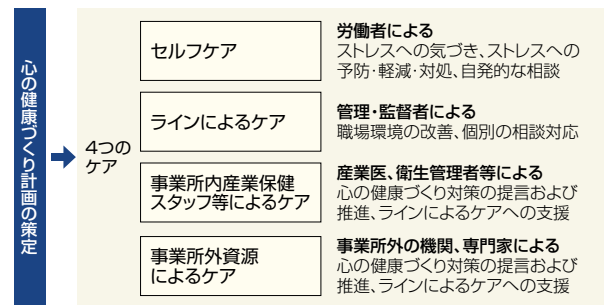 心の健康づくり計画の策定
4つの
ケア
セルフケア
労働者による
ストレスへの気づき、ストレスへの
予防・軽減・対処、自発的な相談
ラインによるケア
管理・監督者による
職場環境の改善、個別の相談対応
事業所内産業保健
スタッフ等によるケア
産業医、衛生管理者等による
心の健康づくり対策の提言および
推進、ラインによるケアへの支援
事業所外資源
によるケア
事業所外の機関、専門家による
心の健康づくり対策の提言および
推進、ラインによるケアへの支援